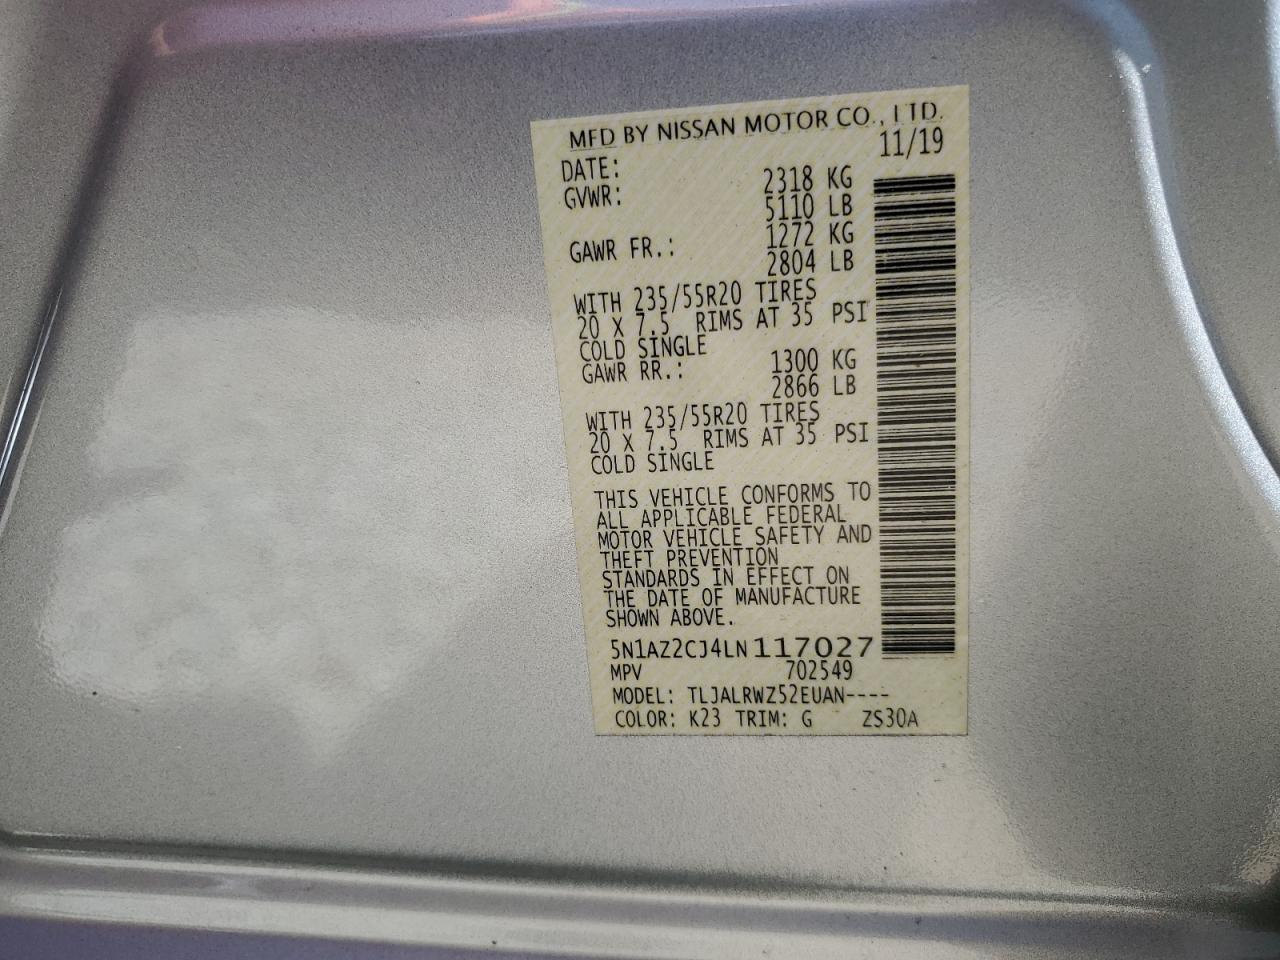 MFD BY NISSAN MOTOR CO., LTD.
DATE: 11/19
GVWR: 2318 KG
5110 LB
GAWR FR.: 1272 KG
2804 LB
WITH 235/55R20 TIRES
20 X 7.5 RIMS AT 35 PSI
COLD SINGLE
GAWR RR.: 1300 KG
2866 LB
WITH 235/55R20 TIRES
20 X 7.5 RIMS AT 35 PSI
COLD SINGLE
THIS VEHICLE CONFORMS TO
ALL APPLICABLE FEDERAL
MOTOR VEHICLE SAFETY AND
THEFT PREVENTION
STANDARDS IN EFFECT ON
THE DATE OF MANUFACTURE
SHOWN ABOVE.
5N1AZ2CJ4LN117027
MPV 702549
MODEL: TLJALRWZ52EUAN----
COLOR: K23 TRIM: G ZS30A